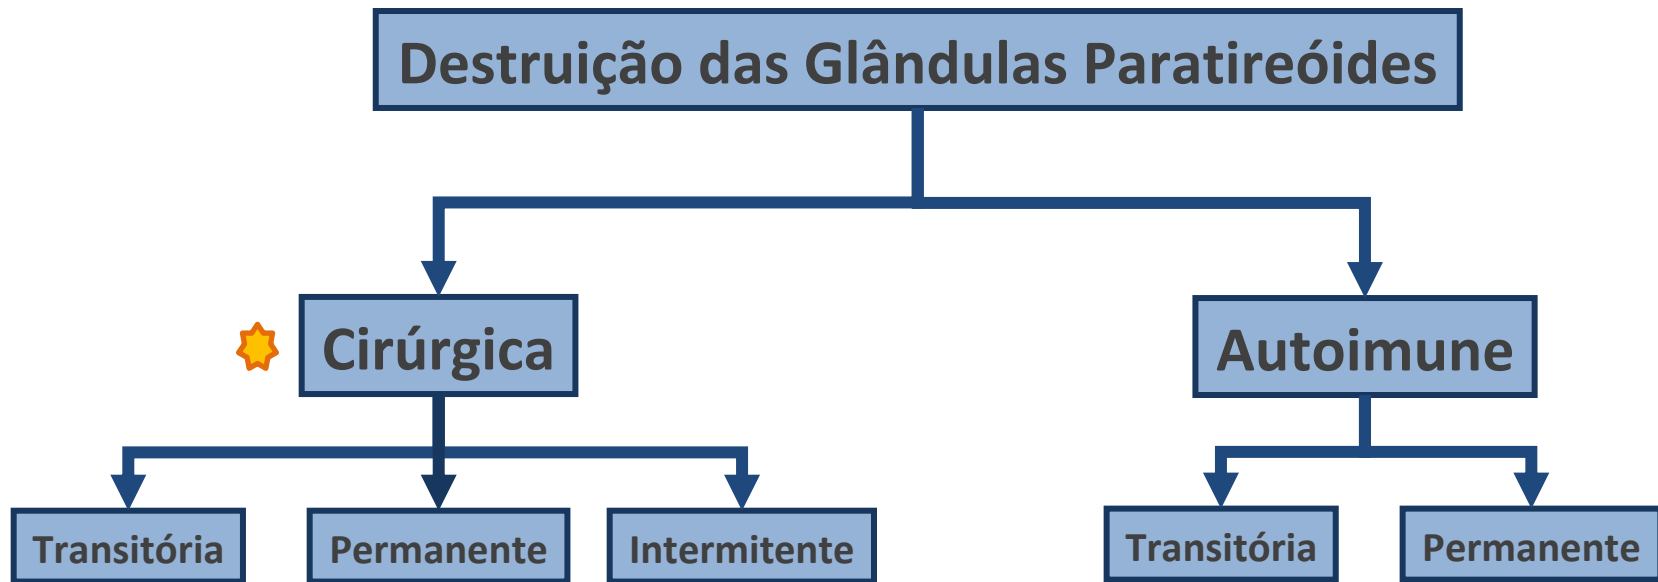 Destruição das Glândulas Paratireóides
Cirúrgica
Autoimune
Transitória
Permanente
Intermitente
Transitória
Permanente